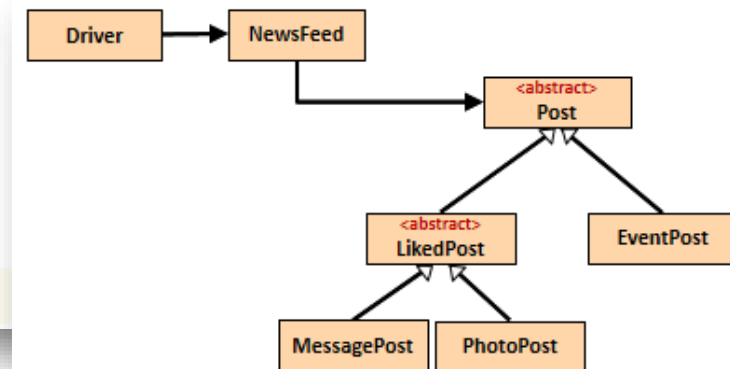 Driver
NewsFeed
<abstract>
Post
<abstract>
LikedPost
EventPost
MessagePost
PhotoPost